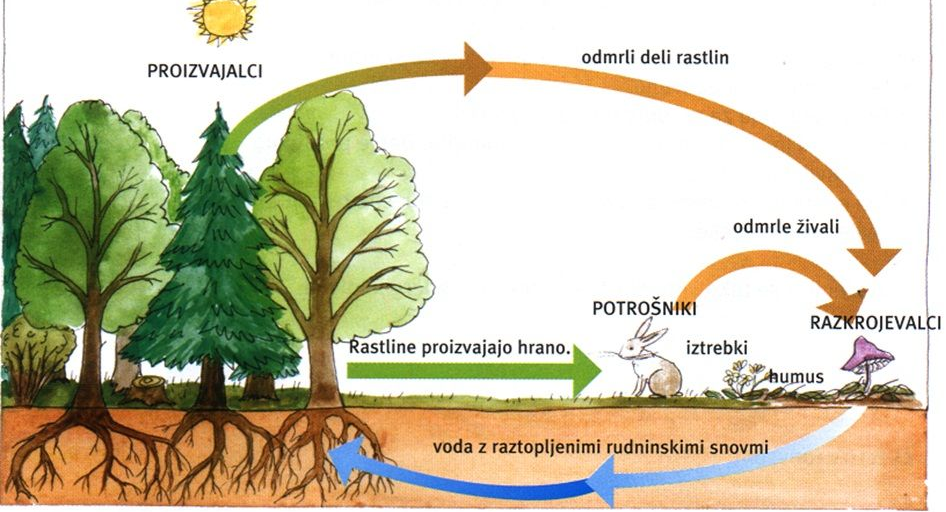 PROIZVAJALCI
odmrli deli rastlin
odmrle živali
POTROŠNIKI
RAZKROJEVALCI
Rastline proizvajajo hrano.
iztrebki
humus
voda z raztopljenimi rudninskimi snovmi